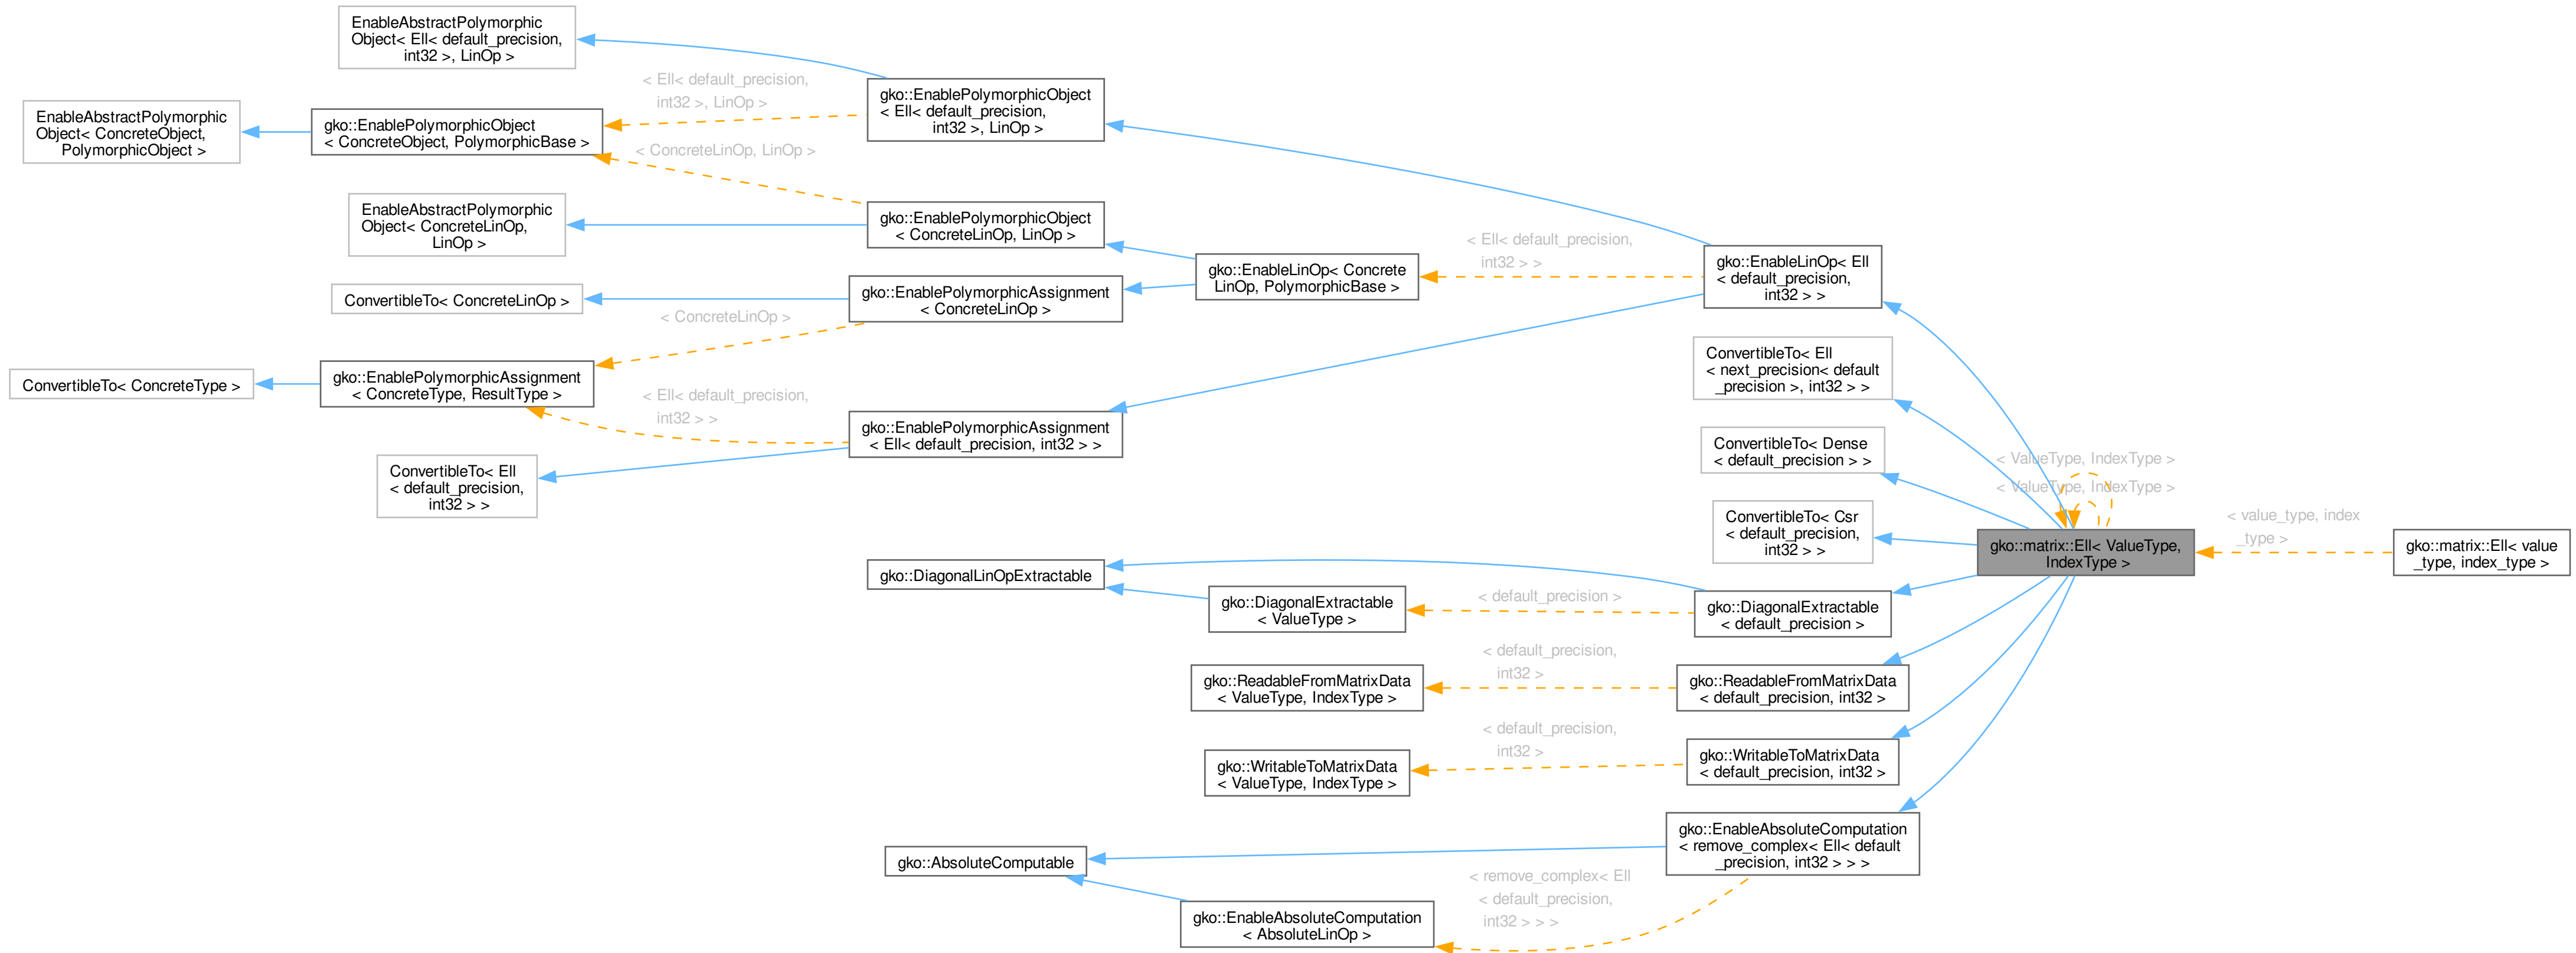 EnableAbstractPolymorphic
Object< Ell< default_precision,
int32 >, LinOp >
EnableAbstractPolymorphic
Object< ConcreteObject,
PolymorphicObject >
gko::EnablePolymorphicObject
< ConcreteObject, PolymorphicBase >
< Ell< default_precision,
int32 >, LinOp >
gko::EnablePolymorphicObject
< Ell< default_precision,
int32 >, LinOp >
< ConcreteLinOp, LinOp >
EnableAbstractPolymorphic
Object< ConcreteLinOp,
LinOp >
gko::EnablePolymorphicObject
< ConcreteLinOp, LinOp >
ConvertibleTo< ConcreteLinOp >
gko::EnablePolymorphicAssignment
< ConcreteLinOp >
gko::EnableLinOp< Concrete
LinOp, PolymorphicBase >
< Ell< default_precision,
int32 > >
gko::EnableLinOp< Ell
< default_precision,
int32 > >
< ConcreteLinOp >
ConvertibleTo< ConcreteType >
gko::EnablePolymorphicAssignment
< ConcreteType, ResultType >
< Ell< default_precision,
int32 > >
gko::EnablePolymorphicAssignment
< Ell< default_precision, int32 > >
ConvertibleTo< Ell
< default_precision,
int32 > >
ConvertibleTo< Ell
< next_precision< default
_precision >, int32 > >
ConvertibleTo< Dense
< default_precision > >
ConvertibleTo< Csr
< default_precision,
int32 > >
< ValueType, IndexType >
< ValueType, IndexType >
gko::matrix::Ell< ValueType,
IndexType >
< value_type, index
_type >
gko::matrix::Ell< value
_type, index_type >
gko::DiagonalLinOpExtractable
gko::DiagonalExtractable
< ValueType >
< default_precision >
gko::DiagonalExtractable
< default_precision >
gko::ReadableFromMatrixData
< ValueType, IndexType >
< default_precision,
int32 >
gko::ReadableFromMatrixData
< default_precision, int32 >
gko::WritableToMatrixData
< ValueType, IndexType >
< default_precision,
int32 >
gko::WritableToMatrixData
< default_precision, int32 >
gko::AbsoluteComputable
gko::EnableAbsoluteComputation
< AbsoluteLinOp >
< remove_complex< Ell
< default_precision,
int32 > > >
gko::EnableAbsoluteComputation
< remove_complex< Ell< default
_precision, int32 > > >